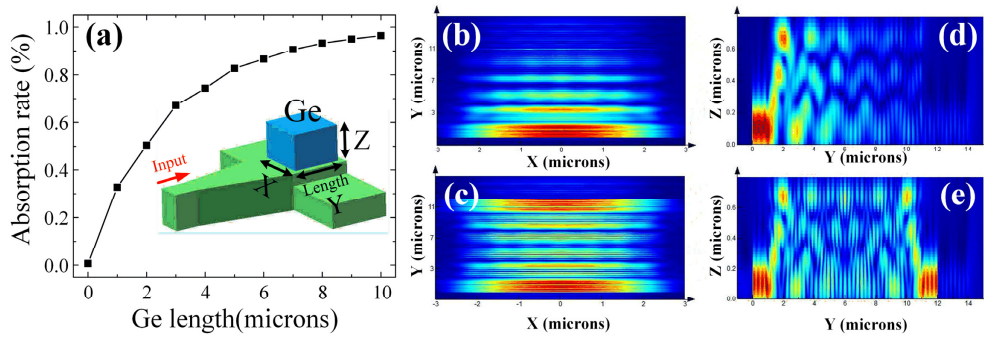 (a)
Absorption rate (%)
1.0
0.8
0.6
0.4
0.2
0.0
0 2 4 6 8 10
Ge length(microns)
Ge
Z
Input
X
Length
Y
(b)
Y (microns)
11
7
3
3 2 1 0 1 2 3
X (microns)
(c)
Y (microns)
11
7
3
-3 -2 -1 0 1 2 3
X (microns)
(d)
Z (microns)
0.6
0.4
0.2
0.0
0 2 4 6 8 10 12 14
Y (microns)
(e)
Z (microns)
0.6
0.4
0.2
0.0
0 2 4 6 8 10 12 14
Y (microns)